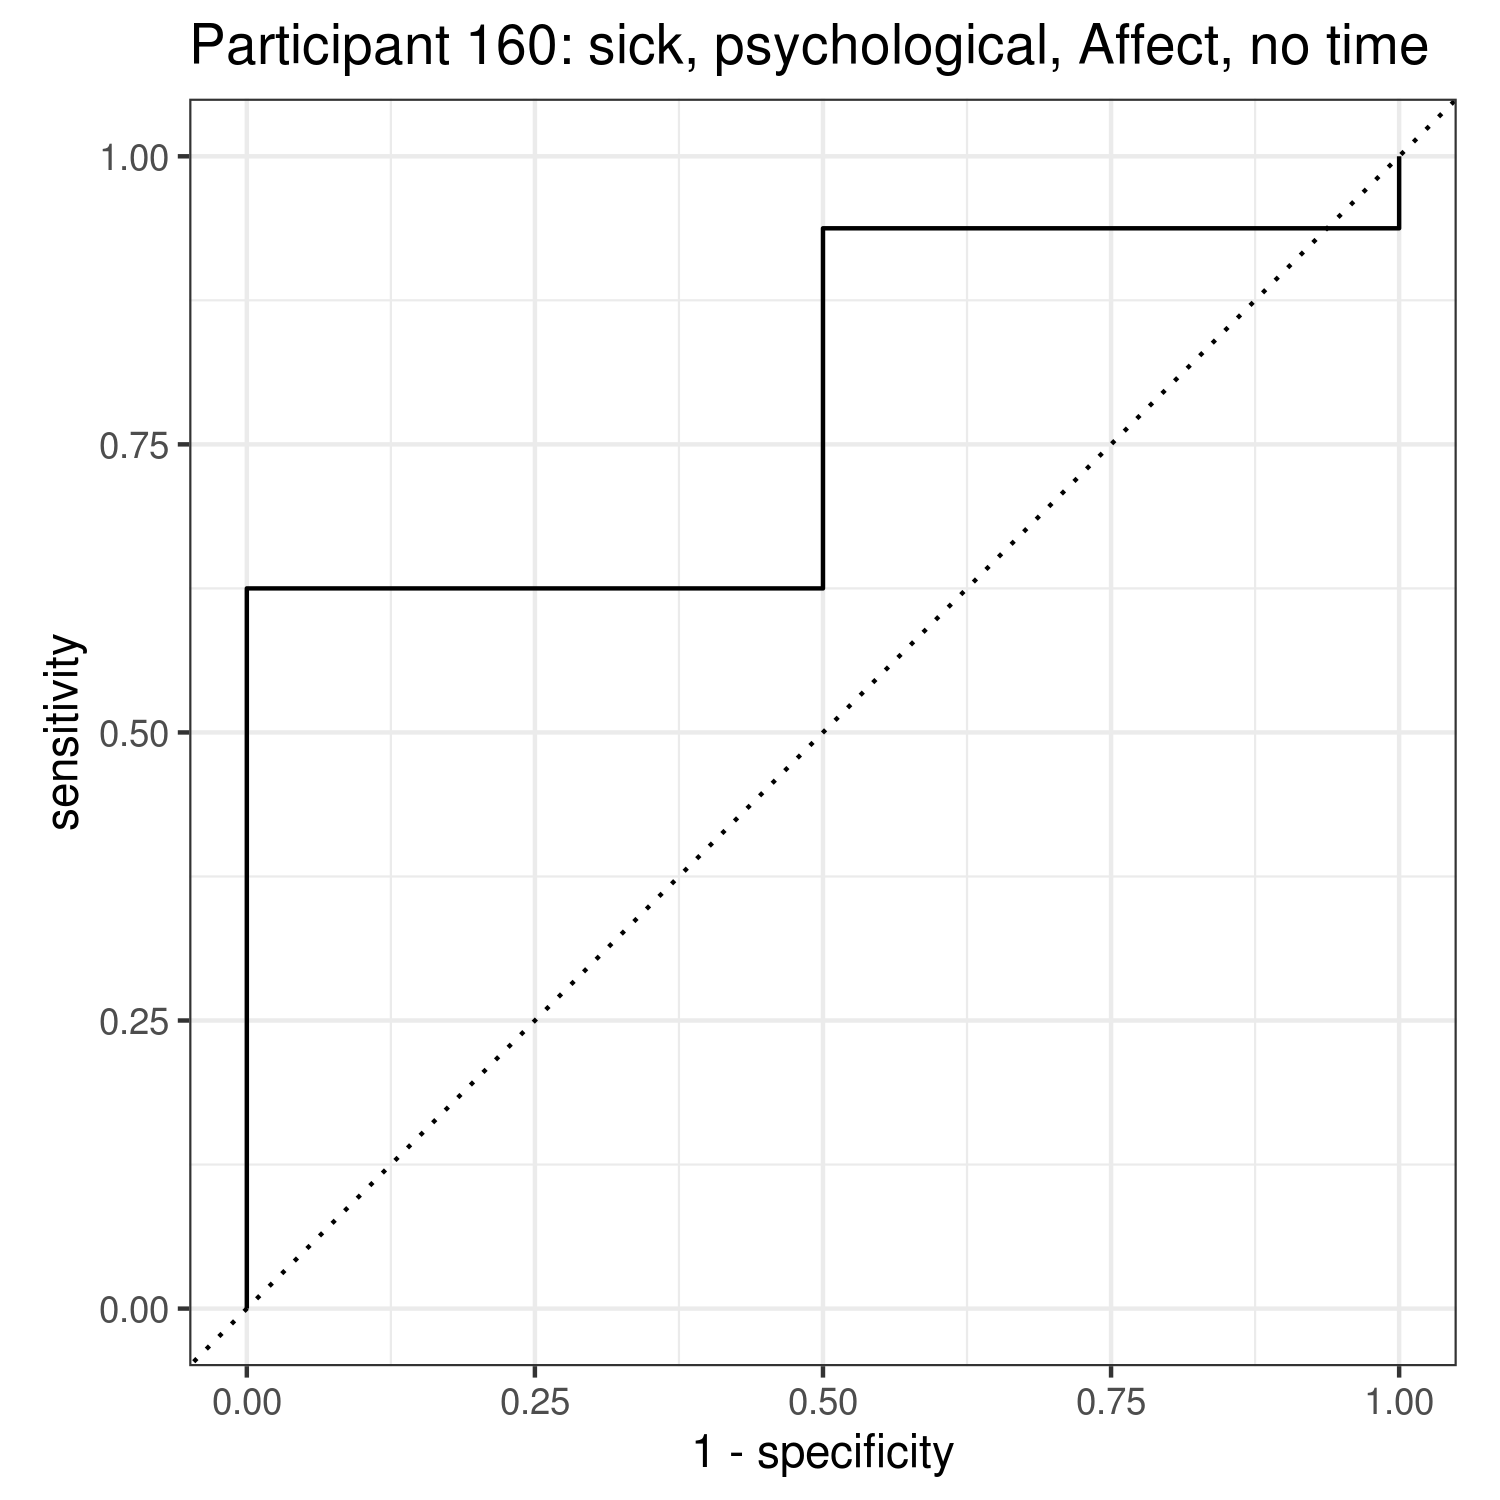 Participant 160: sick, psychological, Affect, no time
1.00
0.75
0.50
0.25
0.00
sensitivity
0.00 0.25 0.50 0.75 1.00
1 - specificity